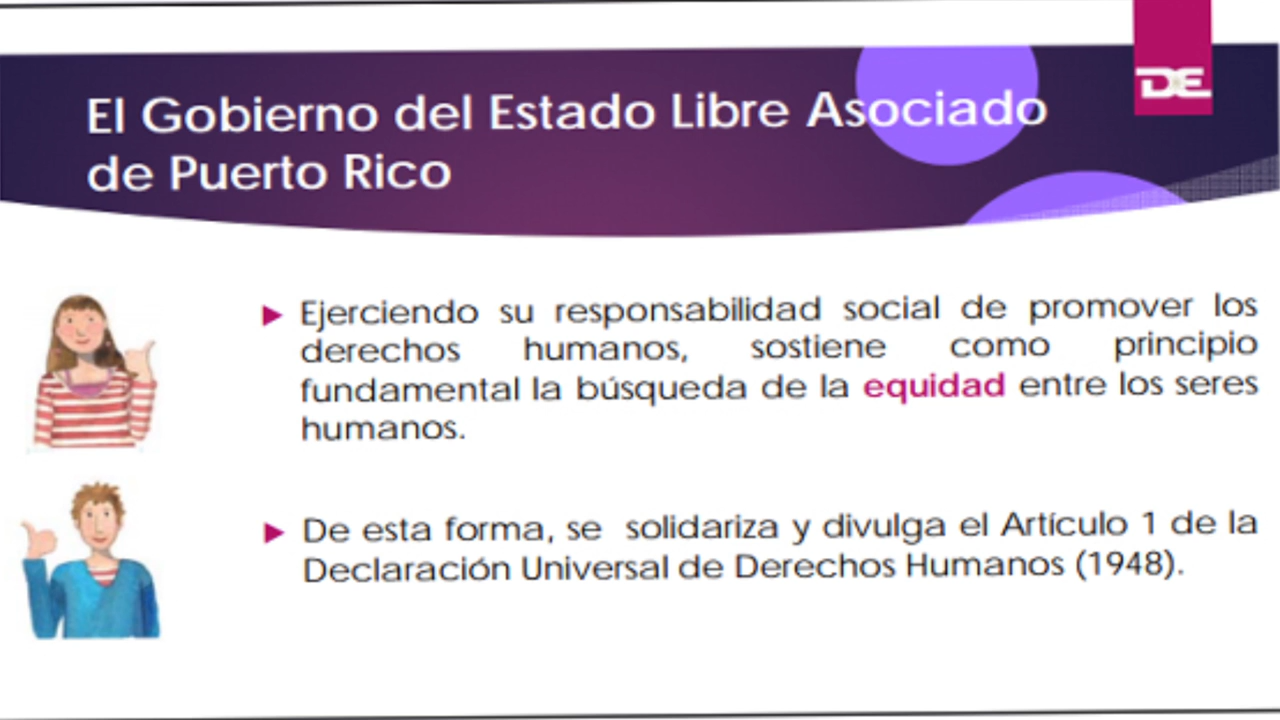 DE
El Gobierno del Estado Libre Asociado
de Puerto Rico
Ejerciendo su responsabilidad social de promover los
derechos humanos, sostiene como principio
fundamental la búsqueda de la equidad entre los seres
humanos.
De esta forma, se solidariza y divulga el Artículo 1 de la
Declaración Universal de Derechos Humanos (1948).